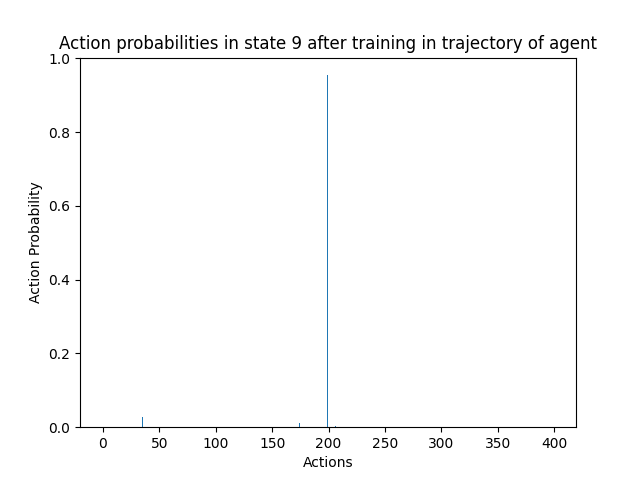 Action probabilities in state 9 after training in trajectory of agent
1.0
0.8
0.6
0.4
0.2
0.0
Action Probability
0 50 100 150 200 250 300 350 400
Actions